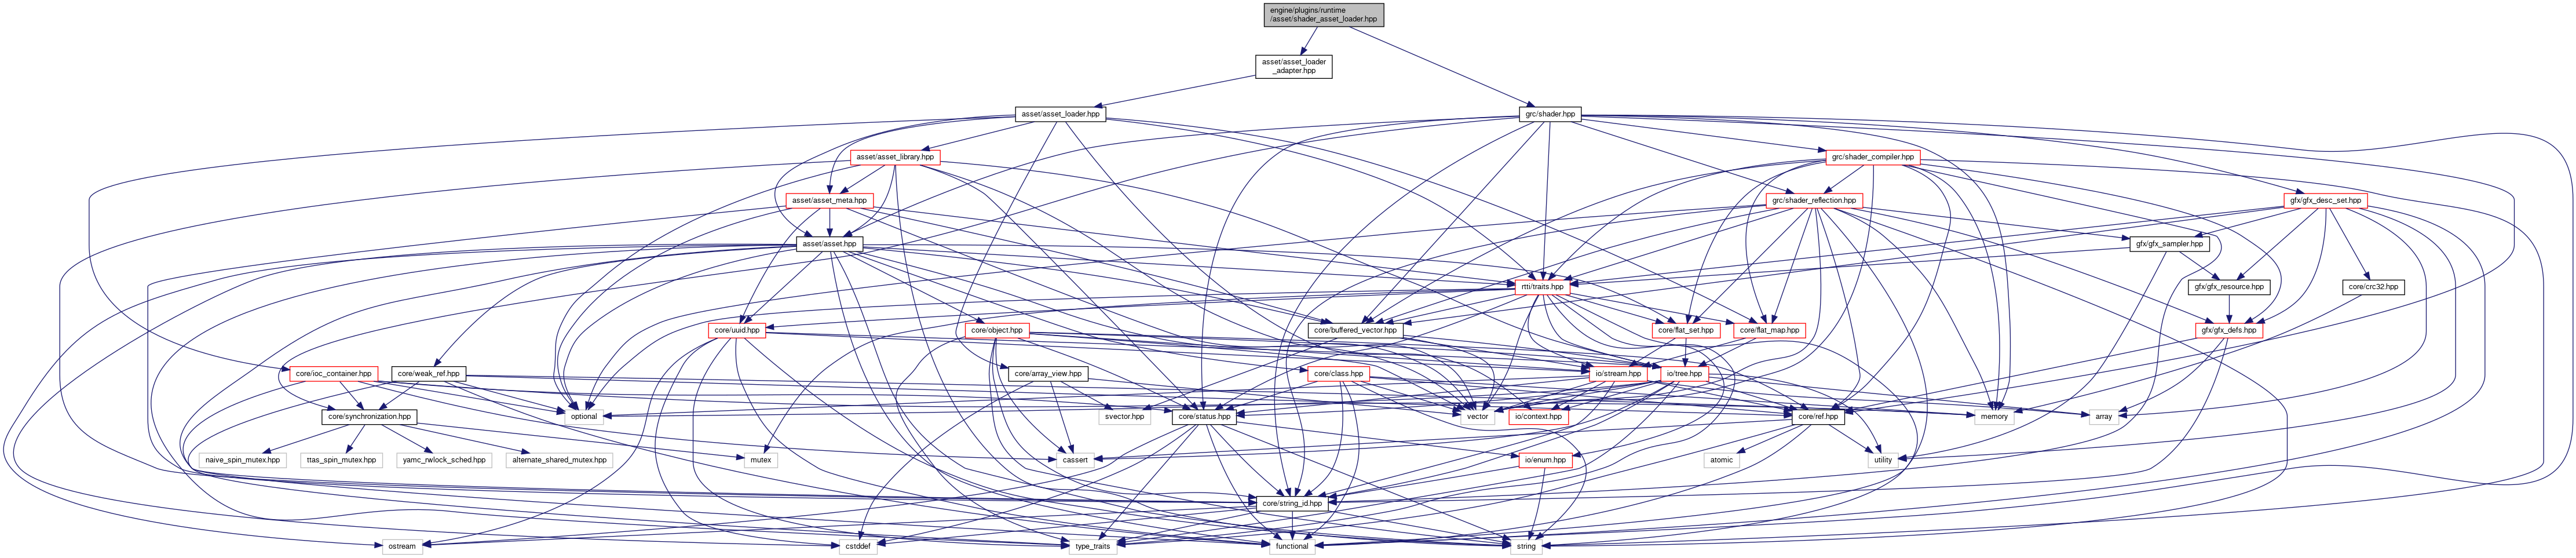 engine/plugins/runtime
/asset/shader_asset_loader.hpp
asset/asset_loader
_adapter.hpp
asset/asset_loader.hpp
grc/shader.hpp
asset/asset_library.hpp
grc/shader_compiler.hpp
asset/asset_meta.hpp
grc/shader_reflection.hpp
gfx/gfx_desc_set.hpp
asset/asset.hpp
gfx/gfx_sampler.hpp
rtti/traits.hpp
gfx/gfx_resource.hpp
core/crc32.hpp
core/uuid.hpp
core/object.hpp
core/buffered_vector.hpp
core/flat_set.hpp
core/flat_map.hpp
gfx/gfx_defs.hpp
core/ioc_container.hpp
core/weak_ref.hpp
core/array_view.hpp
core/class.hpp
io/stream.hpp
io/tree.hpp
core/synchronization.hpp
optional
svector.hpp
core/status.hpp
vector
io/context.hpp
core/ref.hpp
memory
array
naive_spin_mutex.hpp
ttas_spin_mutex.hpp
yamc_rwlock_sched.hpp
alternate_shared_mutex.hpp
mutex
cassert
io/enum.hpp
atomic
utility
core/string_id.hpp
ostream
cstddef
type_traits
functional
string